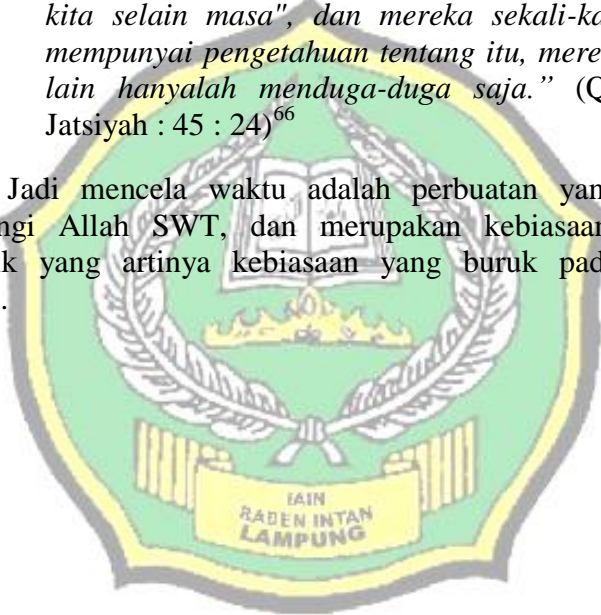 kita selain masa", dan mereka sekali-ka
mempunyai pengetahuan tentang itu, mere
lain hanyalah menduga-duga saja." (Q
Jatsiyah : 45 : 24)⁶⁶
Jadi mencela waktu adalah perbuatan yan
ngi Allah SWT, dan merupakan kebiasaan
k yang artinya kebiasaan yang buruk pad
.
IAIN
RADEN INTAN
LAMPUNG